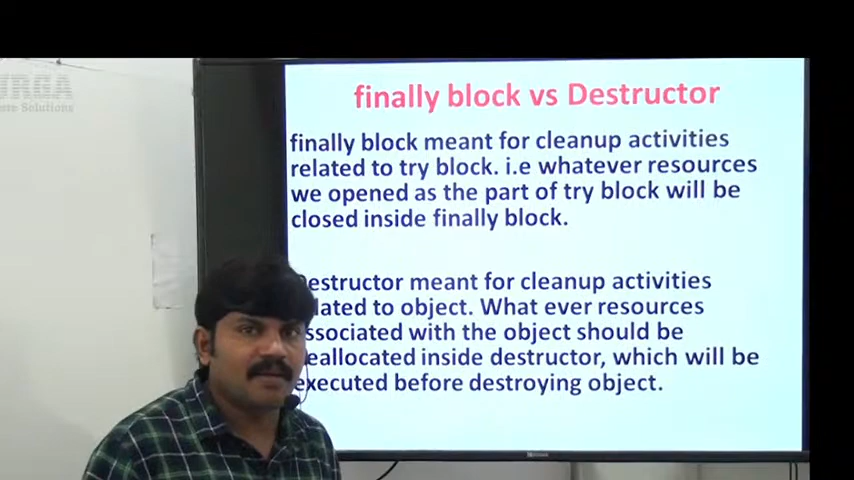 Solutions
finally block vs Destructor
finally block meant for cleanup activities
related to try block. i.e whatever resources
we opened as the part of try block will be
closed inside finally block.
estructor meant for cleanup activities
lated to object. What ever resources
ssociated with the object should be
eallocated inside destructor, which will be
executed before destroying object.